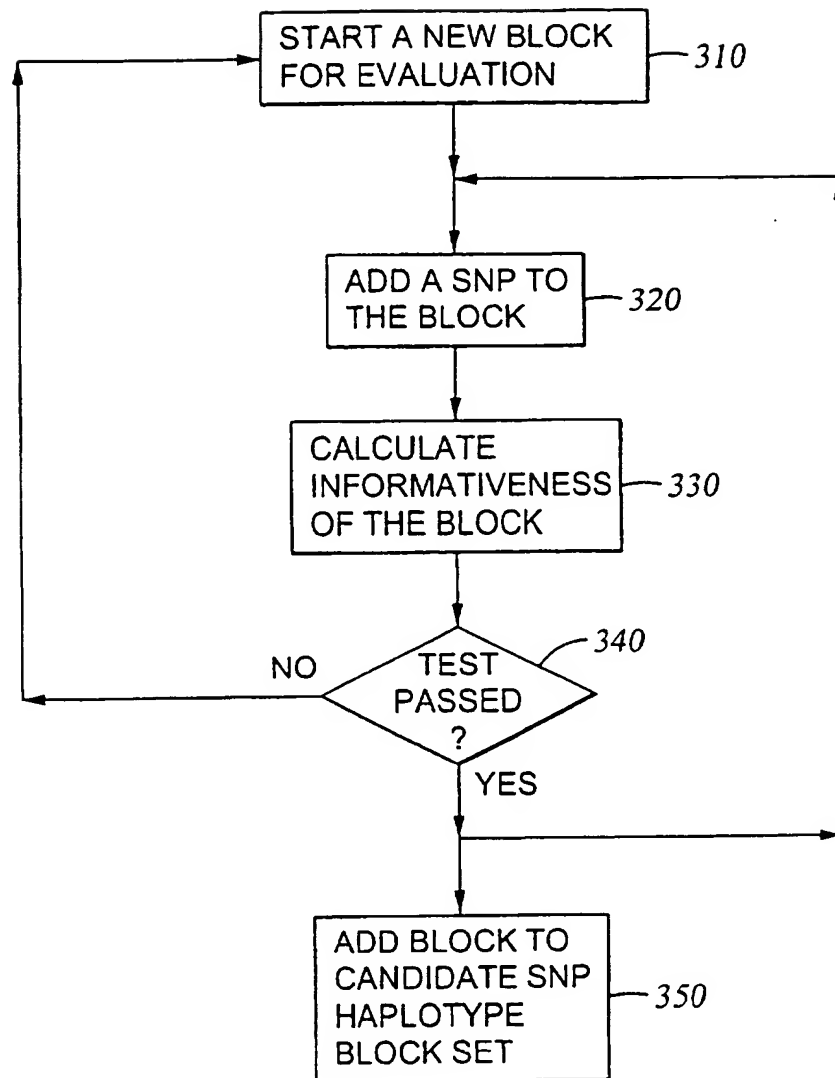 START A NEW BLOCK
FOR EVALUATION
310
ADD A SNP TO
THE BLOCK
320
CALCULATE
INFORMATIVENESS
OF THE BLOCK
330
340
NO
TEST
PASSED
?
YES
ADD BLOCK TO
CANDIDATE SNP
HAPLOTYPE
BLOCK SET
350